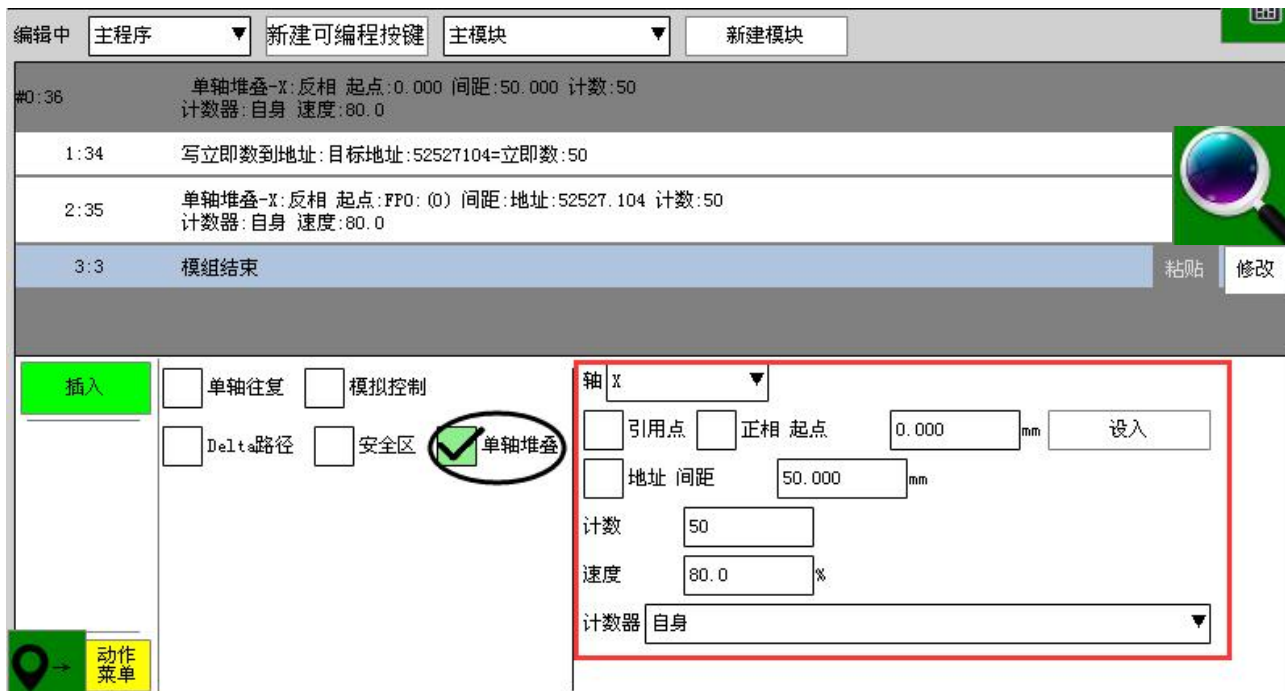 编辑中 主程序 新建可编程按键 主模块 新建模块
#0:36 单轴堆叠-X:反相 起点:0.000 间距:50.000 计数:50
计数器:自身 速度:80.0
1:34 写立即数到地址:目标地址:52527104=立即数:50
2:35 单轴堆叠-X:反相 起点:FP0:(0) 间距:地址:52527.104 计数:50
计数器:自身 速度:80.0
3:3 模组结束 粘贴 修改
插入 单轴往复 模拟控制
Delta路径 安全区 单轴堆叠
轴 X
引用点 正相 起点 0.000 mm 设入
地址 间距 50.000 mm
计数 50
速度 80.0 %
计数器 自身
动作
菜单